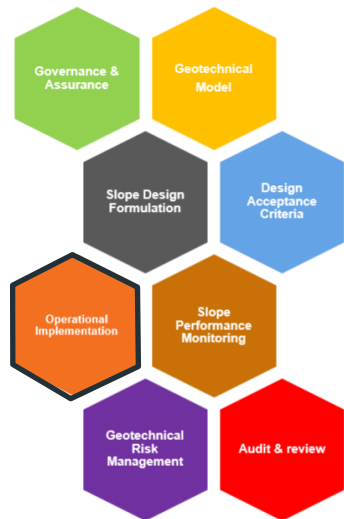 Governance &
Assurance
Geotechnical
Model
Slope Design
Formulation
Design
Acceptance
Criteria
Operational
Implementation
Slope
Performance
Monitoring
Geotechnical
Risk
Management
Audit & review